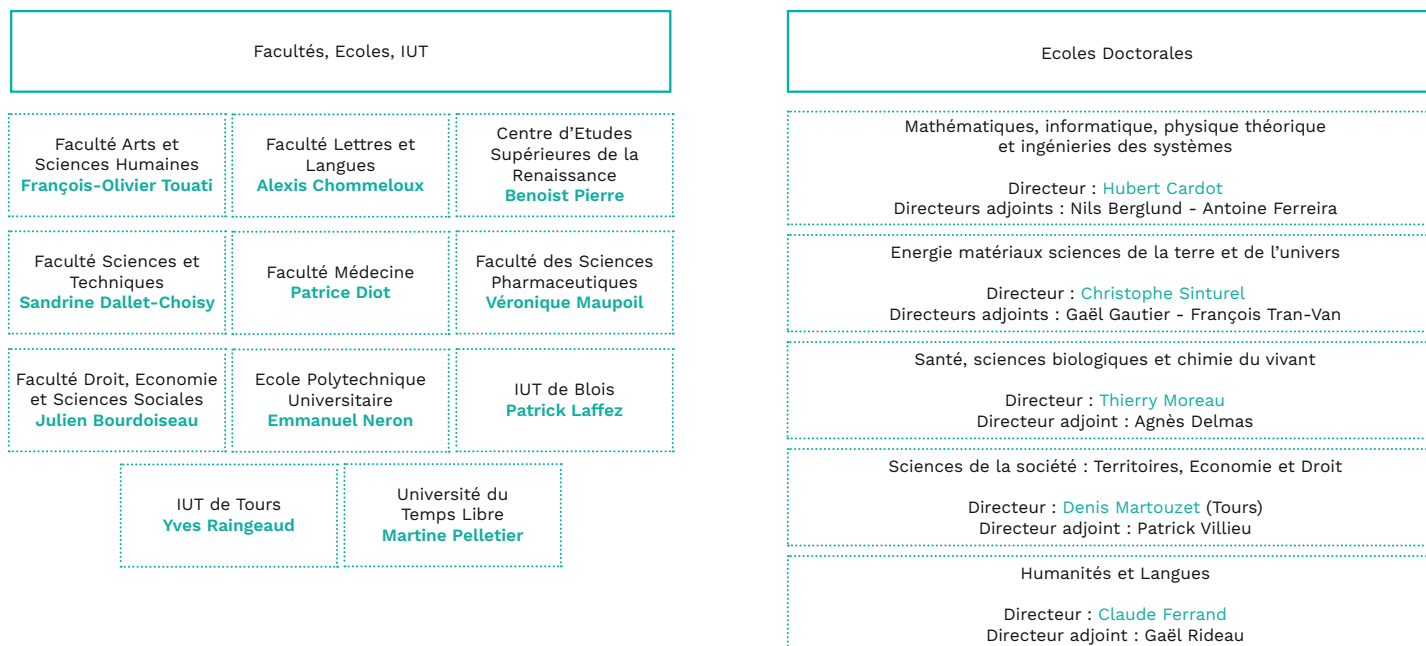 Facultés, Ecoles, IUT
Faculté Arts et
Sciences Humaines
François-Olivier Touati
Faculté Lettres et
Langues
Alexis Chommeloux
Centre d'Etudes
Supérieures de la
Renaissance
Benoist Pierre
Faculté Sciences et
Techniques
Sandrine Dallet-Choisy
Faculté Médecine
Patrice Diot
Faculté des Sciences
Pharmaceutiques
Véronique Maupoil
Faculté Droit, Economie
et Sciences Sociales
Julien Bourdoiseau
Ecole Polytechnique
Universitaire
Emmanuel Neron
IUT de Blois
Patrick Laffez
IUT de Tours
Yves Raingeaud
Université du
Temps Libre
Martine Pelletier
Ecoles Doctorales
Mathématiques, informatique, physique théorique
et ingénieries des systèmes
Directeur : Hubert Cardot
Directeurs adjoints : Nils Berglund - Antoine Ferreira
Energie matériaux sciences de la terre et de l'univers
Directeur : Christophe Sinturel
Directeurs adjoints : Gaël Gautier - François Tran-Van
Santé, sciences biologiques et chimie du vivant
Directeur : Thierry Moreau
Directeur adjoint : Agnès Delmas
Sciences de la société : Territoires, Economie et Droit
Directeur : Denis Martouzet (Tours)
Directeur adjoint : Patrick Villieu
Humanités et Langues
Directeur : Claude Ferrand
Directeur adjoint : Gaël Rideau